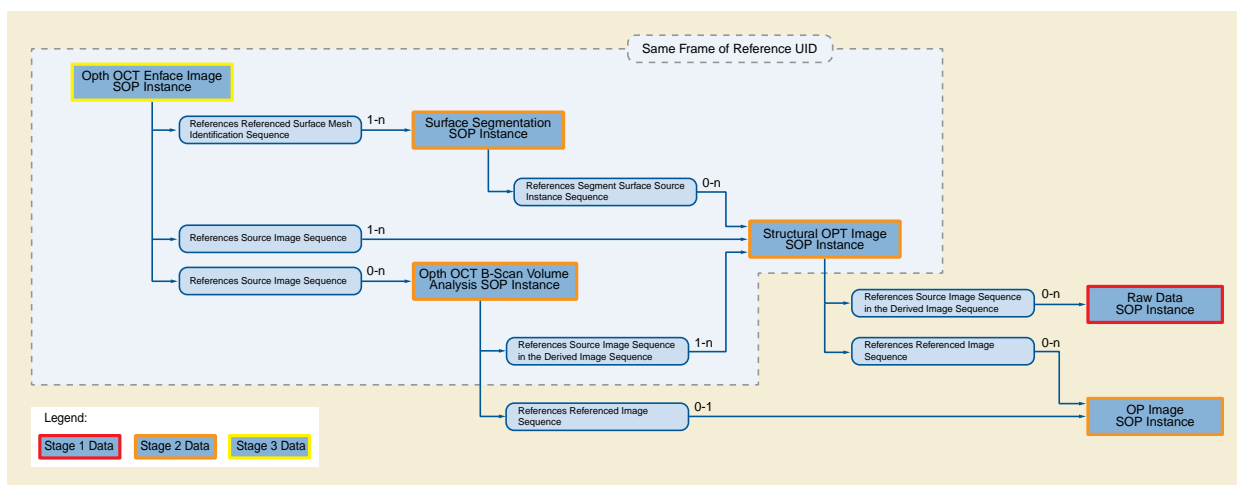 Same Frame of Reference UID
Opth OCT Enface Image
SOP Instance
References Referenced Surface Mesh
Identification Sequence
1-n
Surface Segmentation
SOP Instance
References Segment Surface Source
Instance Sequence
0-n
References Source Image Sequence
1-n
Structural OPT Image
SOP Instance
References Source Image Sequence
0-n
Opth OCT B-Scan Volume
Analysis SOP Instance
References Source Image Sequence
in the Derived Image Sequence
0-n
Raw Data
SOP Instance
References Source Image Sequence
in the Derived Image Sequence
1-n
References Referenced Image
Sequence
0-n
References Referenced Image
Sequence
0-1
OP Image
SOP Instance
Legend:
Stage 1 Data
Stage 2 Data
Stage 3 Data